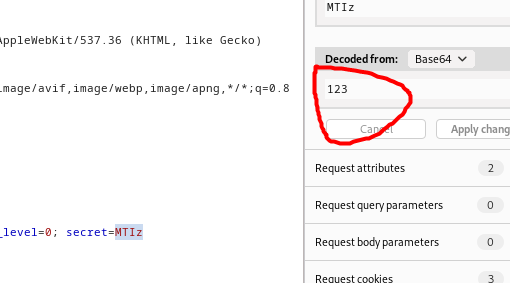 MTIz
AppleWebKit/537.36 (KHTML, like Gecko)
Decoded from: Base64
image/avif,image/webp,image/apng,*/*;q=0.8
123
Cancel
Apply chang
Request attributes 2
Request query parameters 0
_level=0; secret=MTIz
Request body parameters 0
Request cookies 3